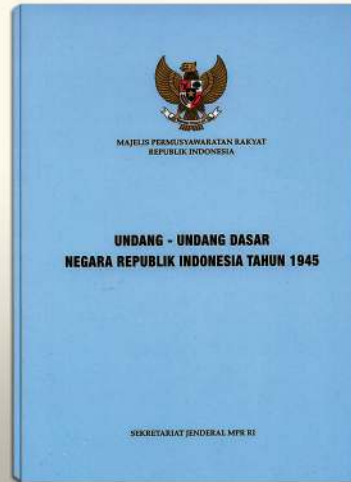 MAJELIS PERMUSYAWARATAN RAKYAT
REPUBLIK INDONESIA
UNDANG - UNDANG DASAR
NEGARA REPUBLIK INDONESIA TAHUN 1945
SEKRETARIAT JENDERAL MPR RI